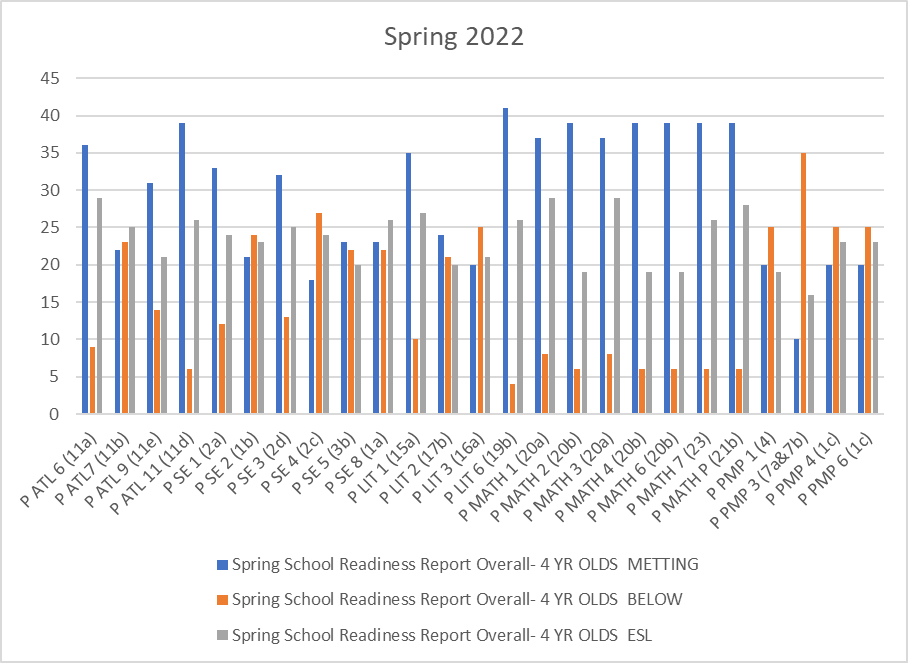 Spring 2022
45
40
35
30
25
20
15
10
5
0
P ATL 6 (11a)
P ATL7 (11b)
P ATL 9 (11e)
P ATL 11 (11d)
P SE 1 (2a)
P SE 2 (1b)
P SE 3 (2d)
P SE 4 (2c)
P SE 5 (3b)
P SE 8 (1a)
P LIT 1 (15a)
P LIT 2 (17b)
P LIT 3 (16a)
P LIT 6 (19b)
P MATH 1 (20a)
P MATH 2 (20b)
P MATH 3 (20a)
P MATH 4 (20b)
P MATH 6 (20b)
P MATH 7 (23)
P MATH P (21b)
P PMP 1 (4)
P PMP 3 (7a&7b)
P PMP 4 (1c)
P PMP 6 (1c)
Spring School Readiness Report Overall- 4 YR OLDS METTING
Spring School Readiness Report Overall- 4 YR OLDS BELOW
Spring School Readiness Report Overall- 4 YR OLDS ESL